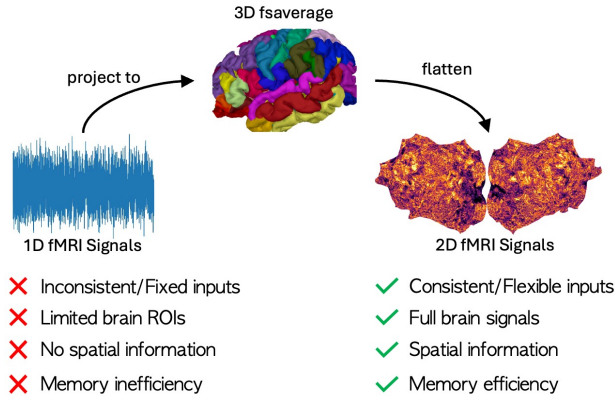 3D fsaverage
project to
flatten
1D fMRI Signals
2D fMRI Signals
Inconsistent/Fixed inputs
Limited brain ROIs
No spatial information
Memory inefficiency
Consistent/Flexible inputs
Full brain signals
Spatial information
Memory efficiency